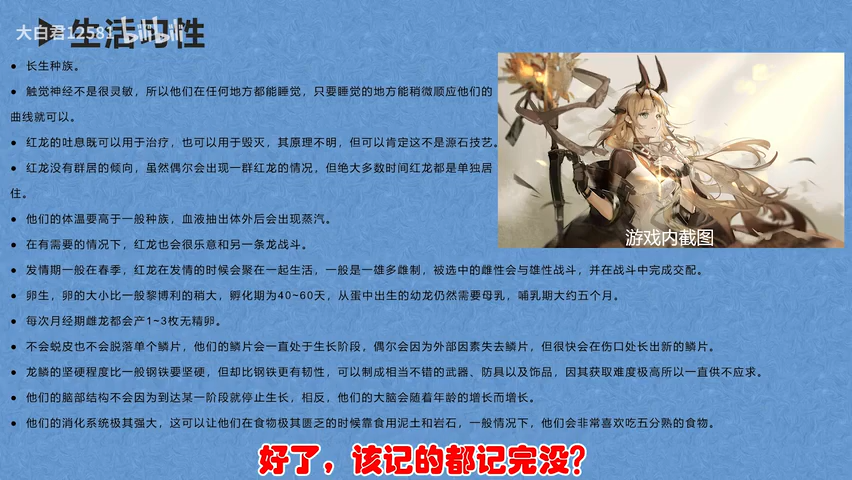 大白君12581 bilibili
▶生活习性
● 长生种族。
● 触觉神经不是很灵敏，所以他们在任何地方都能睡觉，只要睡觉的地方能稍微顺应他们的
曲线就可以。
● 红龙的吐息既可以用于治疗，也可以用于毁灭，其原理不明，但可以肯定这不是源石技艺。
● 红龙没有群居的倾向，虽然偶尔会出现一群红龙的情况，但绝大多数时间红龙都是单独居
住。
● 他们的体温要高于一般种族，血液抽出体外后会出现蒸汽。
● 在有需要的情况下，红龙也会很乐意和另一条龙战斗。
游戏内截图
● 发情期一般在春季，红龙在发情的时候会聚在一起生活，一般是一雄多雌制，被选中的雌性会与雄性战斗，并在战斗中完成交配。
● 卵生，卵的大小比一般黎博利的稍大，孵化期为40~60天，从蛋中出生的幼龙仍然需要母乳，哺乳期大约五个月。
● 每次月经期雌龙都会产1~3枚无精卵。
● 不会蜕皮也不会脱落单个鳞片，他们的鳞片会一直处于生长阶段，偶尔会因为外部因素失去鳞片，但很快会在伤口处长出新的鳞片。
● 龙鳞的坚硬程度比一般钢铁要坚硬，但却比钢铁更有韧性，可以制成相当不错的武器、防具以及饰品，因其获取难度极高所以一直供不应求。
● 他们的脑部结构不会因为到达某一阶段就停止生长，相反，他们的大脑会随着年龄的增长而增长。
● 他们的消化系统极其强大，这可以让他们在食物极其匮乏的时候靠食用泥土和岩石，一般情况下，他们会非常喜欢吃五分熟的食物。
好了，该记的都记完没？